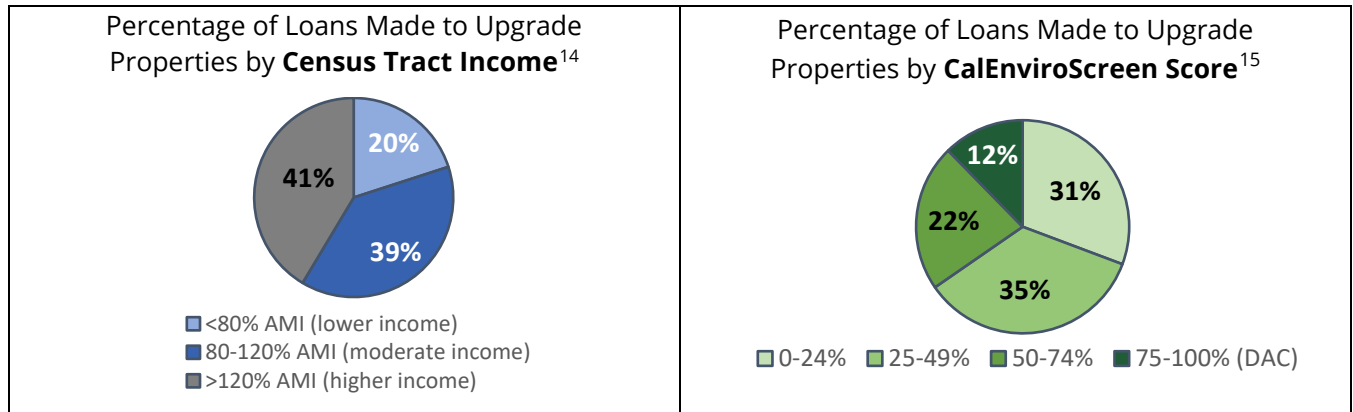 Percentage of Loans Made to Upgrade
Properties by Census Tract Income14
20%
41%
39%
<80% AMI (lower income)
80-120% AMI (moderate income)
>120% AMI (higher income)
Percentage of Loans Made to Upgrade
Properties by CalEnviroScreen Score15
12%
31%
22%
35%
0-24% 25-49% 50-74% 75-100% (DAC)